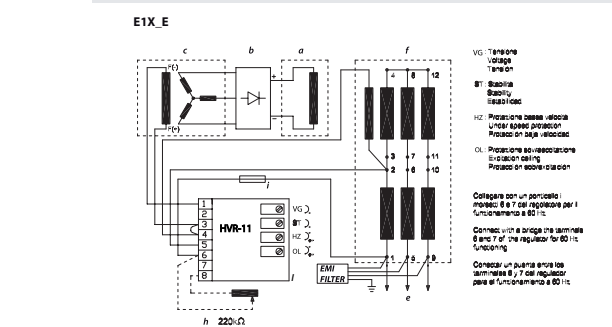 E1X_E
c
b
a
f
F(-)
F(+)
+
−
4
8
12
3
7
11
2
6
10
i
1
2
3
4
5
6
7
8
HVR-11
VG
ST
HZ
OL
l
1
5
9
EMI
FILTER
e
h 220kΩ
VG : Tensione
Voltage
Tensión
ST : Stabilità
Stability
Estabilidad
HZ : Protezione bassa velocità
Under speed protection
Protección baja velocidad
OL : Protezione sovraeccitazione
Excitation ceiling
Protección sobrexcitación
Collegare con un ponticello i
morsetti 6 e 7 del regolatore per il
funzionamento a 60 Hz.
Connect with a bridge the terminals
6 and 7 of the regulator for 60 Hz
functioning
Conectar un puente entre los
terminales 6 y 7 del regulador
para el funtionamiento a 60 Hz.